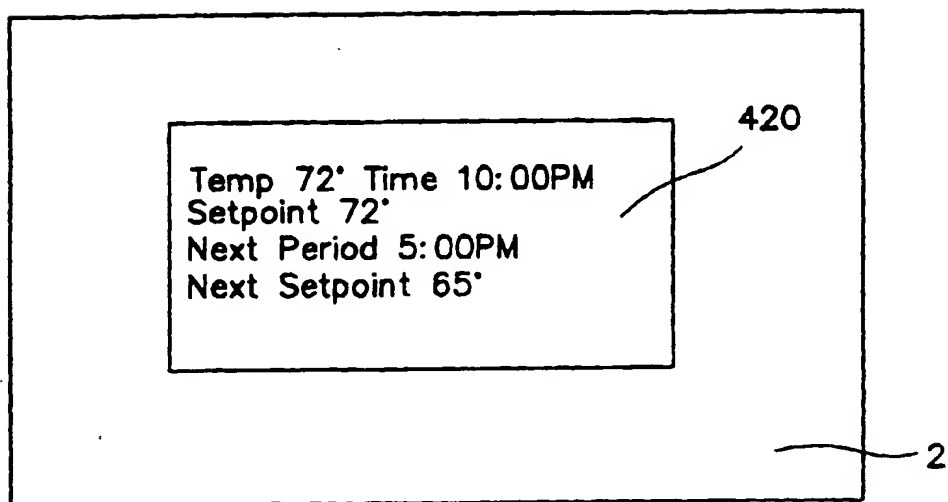 420
Temp 72° Time 10:00PM
Setpoint 72°
Next Period 5:00PM
Next Setpoint 65°
2